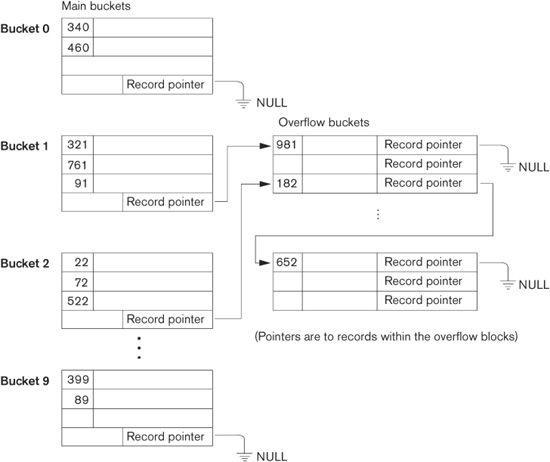 Main buckets
Bucket 0
340
460
Record pointer
NULL
Overflow buckets
Bucket 1
321
761
91
Record pointer
981 Record pointer
Record pointer
182 Record pointer
NULL
Bucket 2
22
72
522
Record pointer
652 Record pointer
Record pointer
Record pointer
NULL
(Pointers are to records within the overflow blocks)
Bucket 9
399
89
Record pointer
NULL